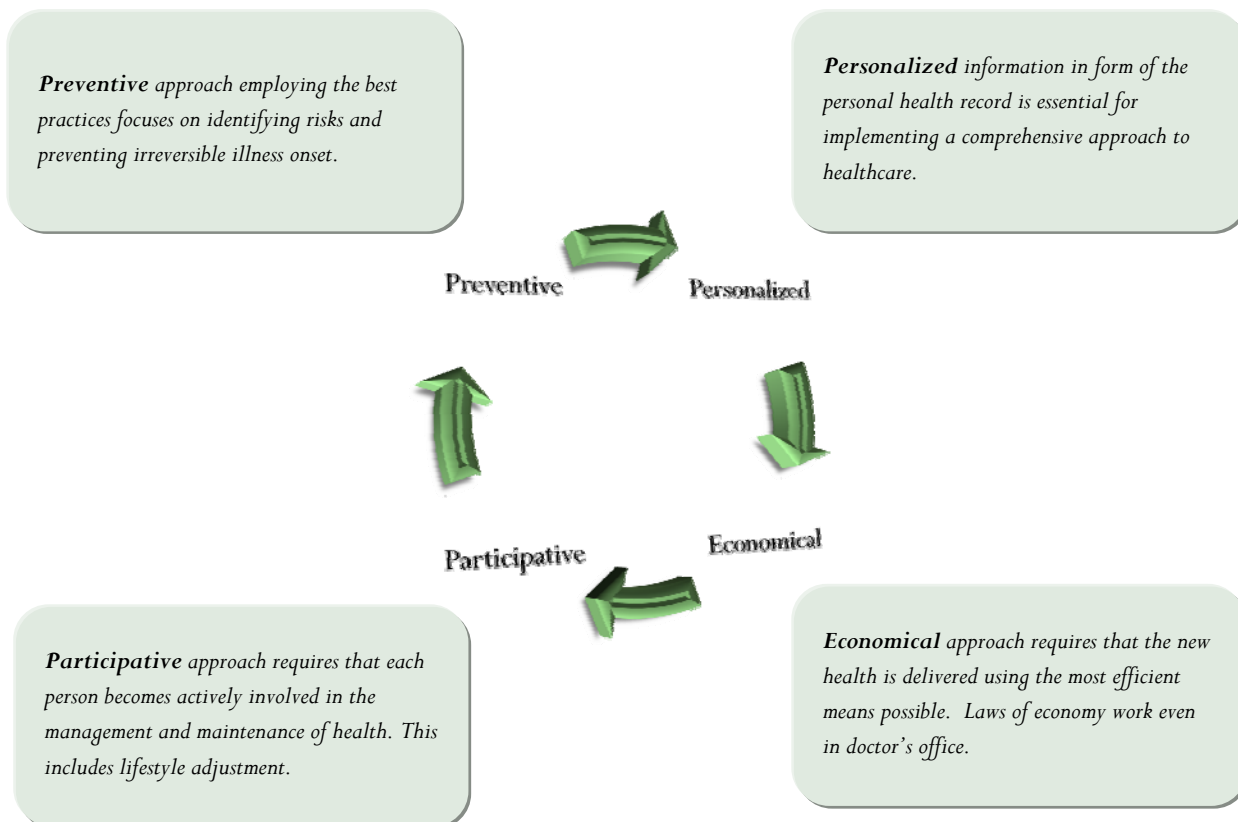 Preventive approach employing the best
practices focuses on identifying risks and
preventing irreversible illness onset.
Personalized information in form of the
personal health record is essential for
implementing a comprehensive approach to
healthcare.
Preventive
Personalized
Participative
Economical
Participative approach requires that each
person becomes actively involved in the
management and maintenance of health. This
includes lifestyle adjustment.
Economical approach requires that the new
health is delivered using the most efficient
means possible.  Laws of economy work even
in doctor's office.